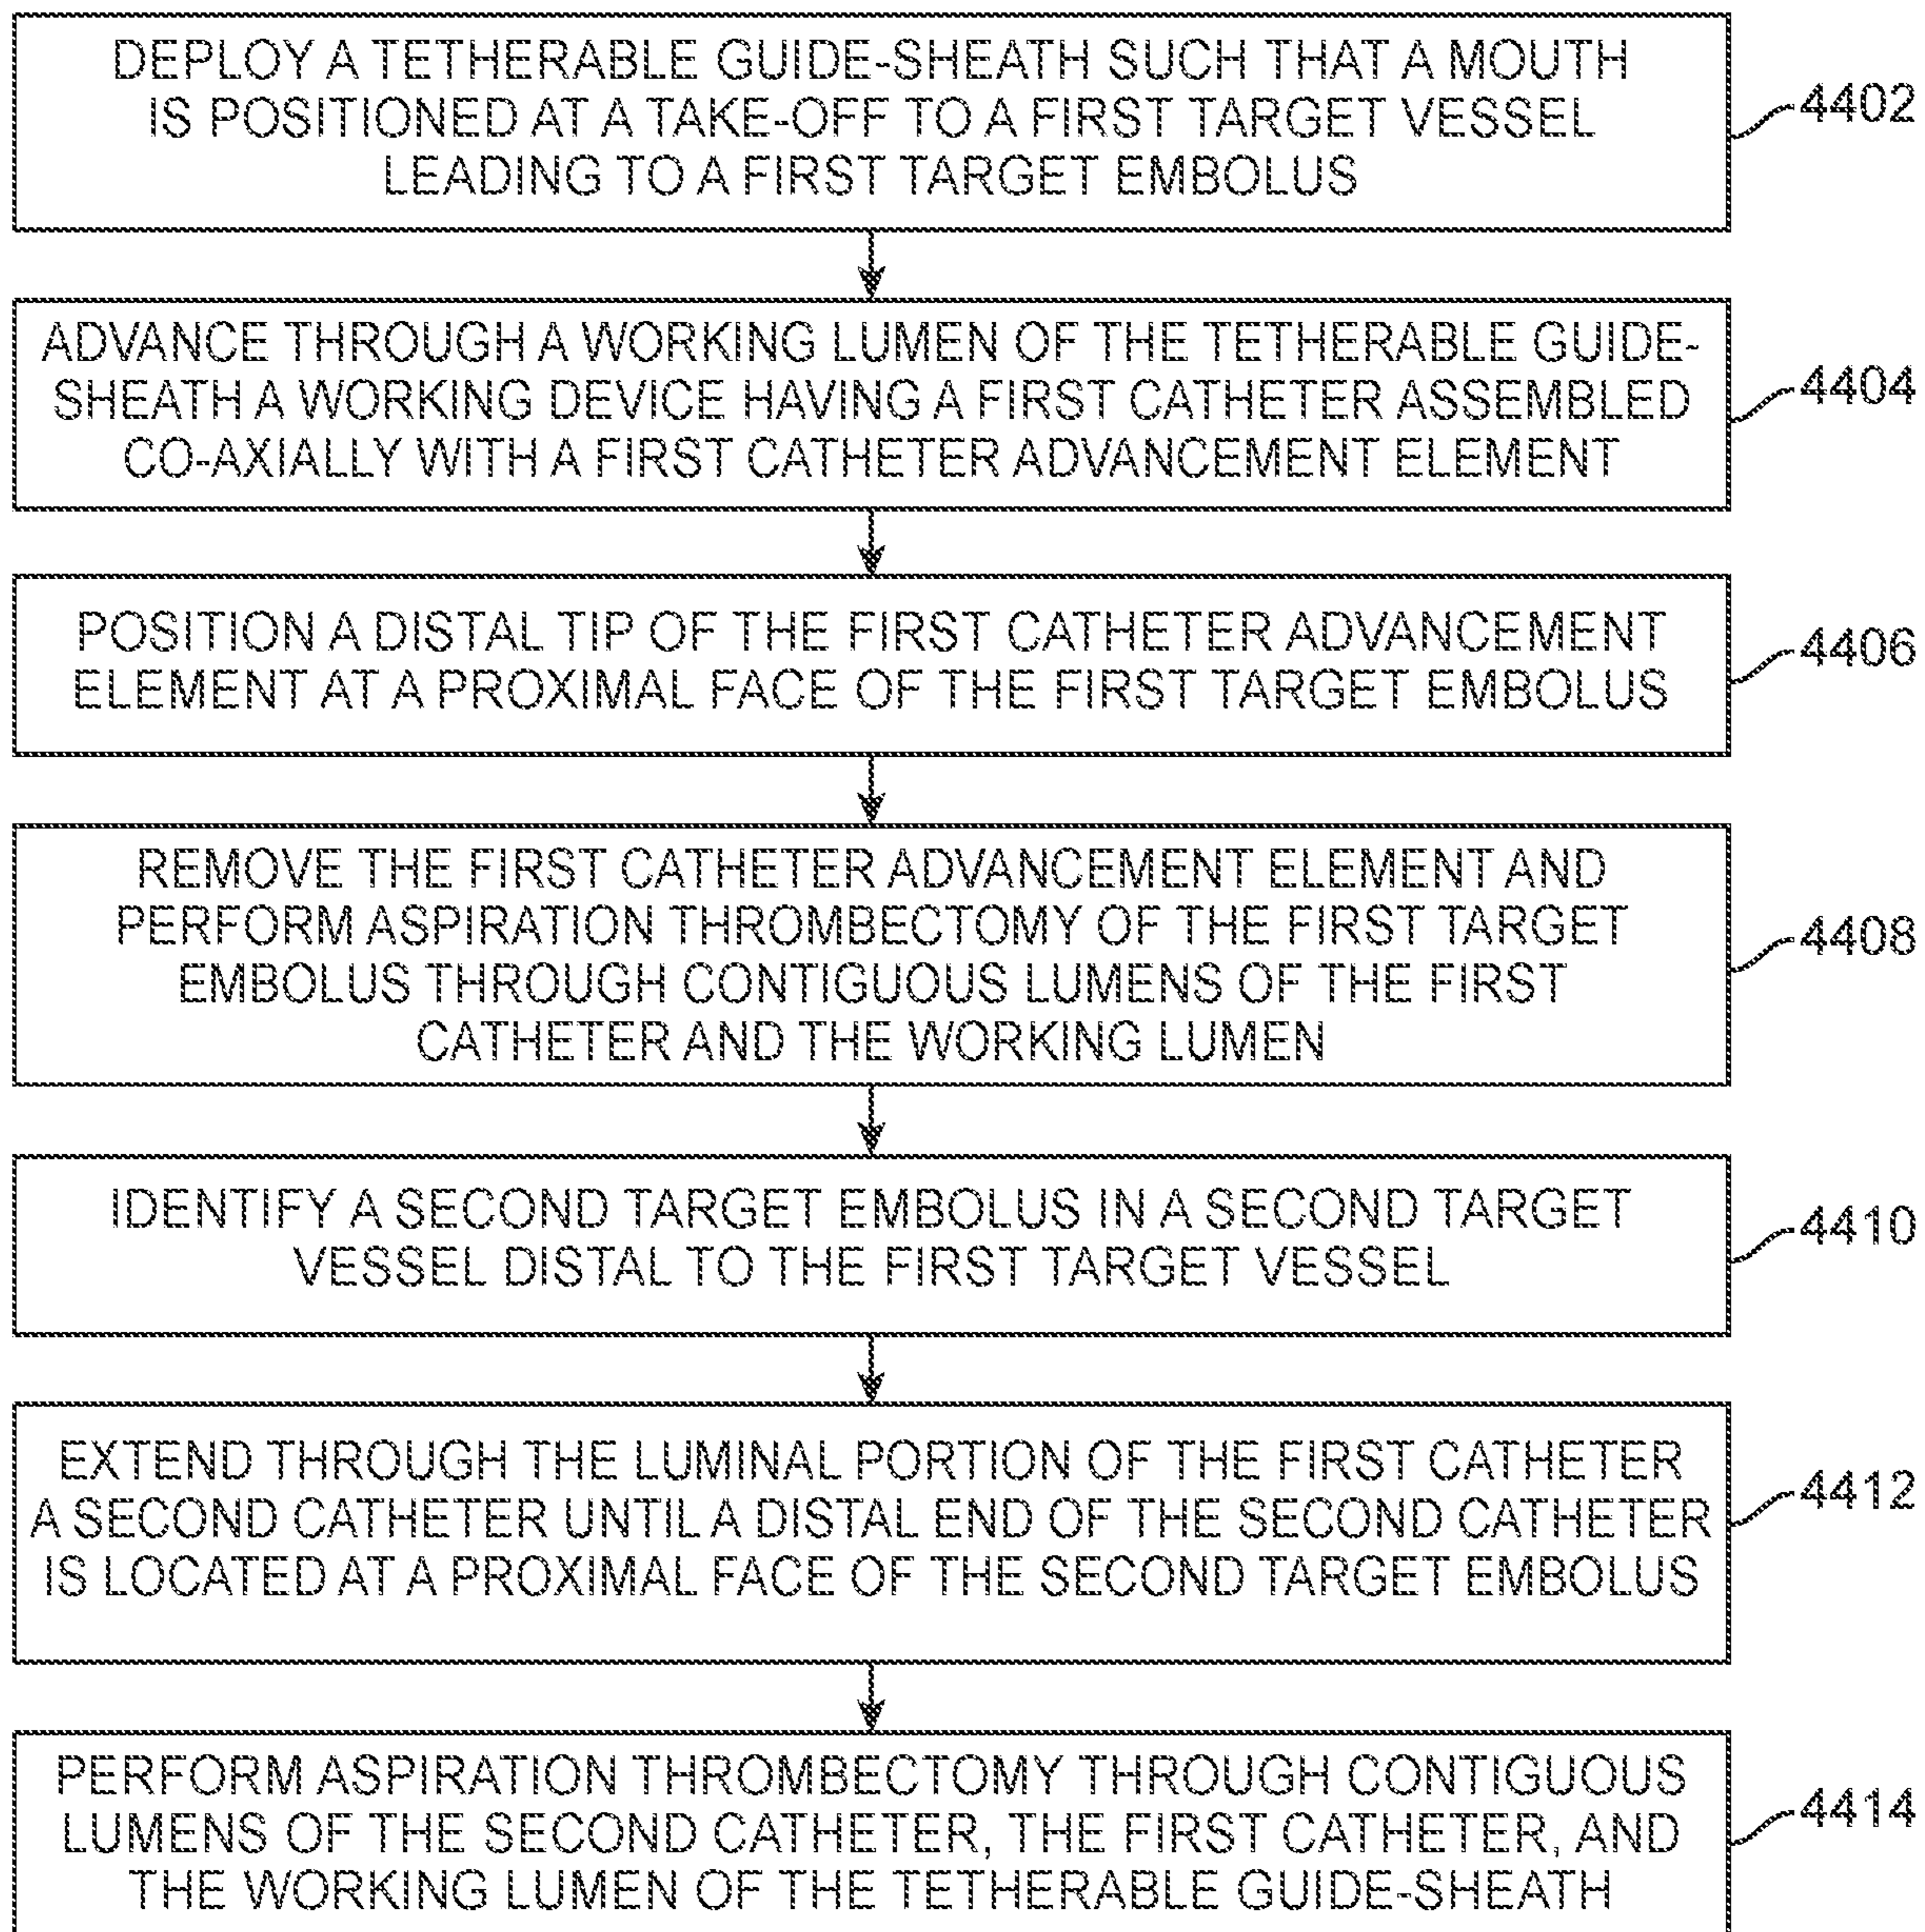 DEPLOY A TETHERABLE GUIDE-SHEATH SUCH THAT A MOUTH
IS POSITIONED AT A TAKE-OFF TO A FIRST TARGET VESSEL
LEADING TO A FIRST TARGET EMBOLUS
4402
ADVANCE THROUGH A WORKING LUMEN OF THE TETHERABLE GUIDE-
SHEATH A WORKING DEVICE HAVING A FIRST CATHETER ASSEMBLED
CO-AXIALLY WITH A FIRST CATHETER ADVANCEMENT ELEMENT
4404
POSITION A DISTAL TIP OF THE FIRST CATHETER ADVANCEMENT
ELEMENT AT A PROXIMAL FACE OF THE FIRST TARGET EMBOLUS
4406
REMOVE THE FIRST CATHETER ADVANCEMENT ELEMENT AND
PERFORM ASPIRATION THROMBECTOMY OF THE FIRST TARGET
EMBOLUS THROUGH CONTIGUOUS LUMENS OF THE FIRST
CATHETER AND THE WORKING LUMEN
4408
IDENTIFY A SECOND TARGET EMBOLUS IN A SECOND TARGET
VESSEL DISTAL TO THE FIRST TARGET VESSEL
4410
EXTEND THROUGH THE LUMINAL PORTION OF THE FIRST CATHETER
A SECOND CATHETER UNTIL A DISTAL END OF THE SECOND CATHETER
IS LOCATED AT A PROXIMAL FACE OF THE SECOND TARGET EMBOLUS
4412
PERFORM ASPIRATION THROMBECTOMY THROUGH CONTIGUOUS
LUMENS OF THE SECOND CATHETER, THE FIRST CATHETER, AND
THE WORKING LUMEN OF THE TETHERABLE GUIDE-SHEATH
4414